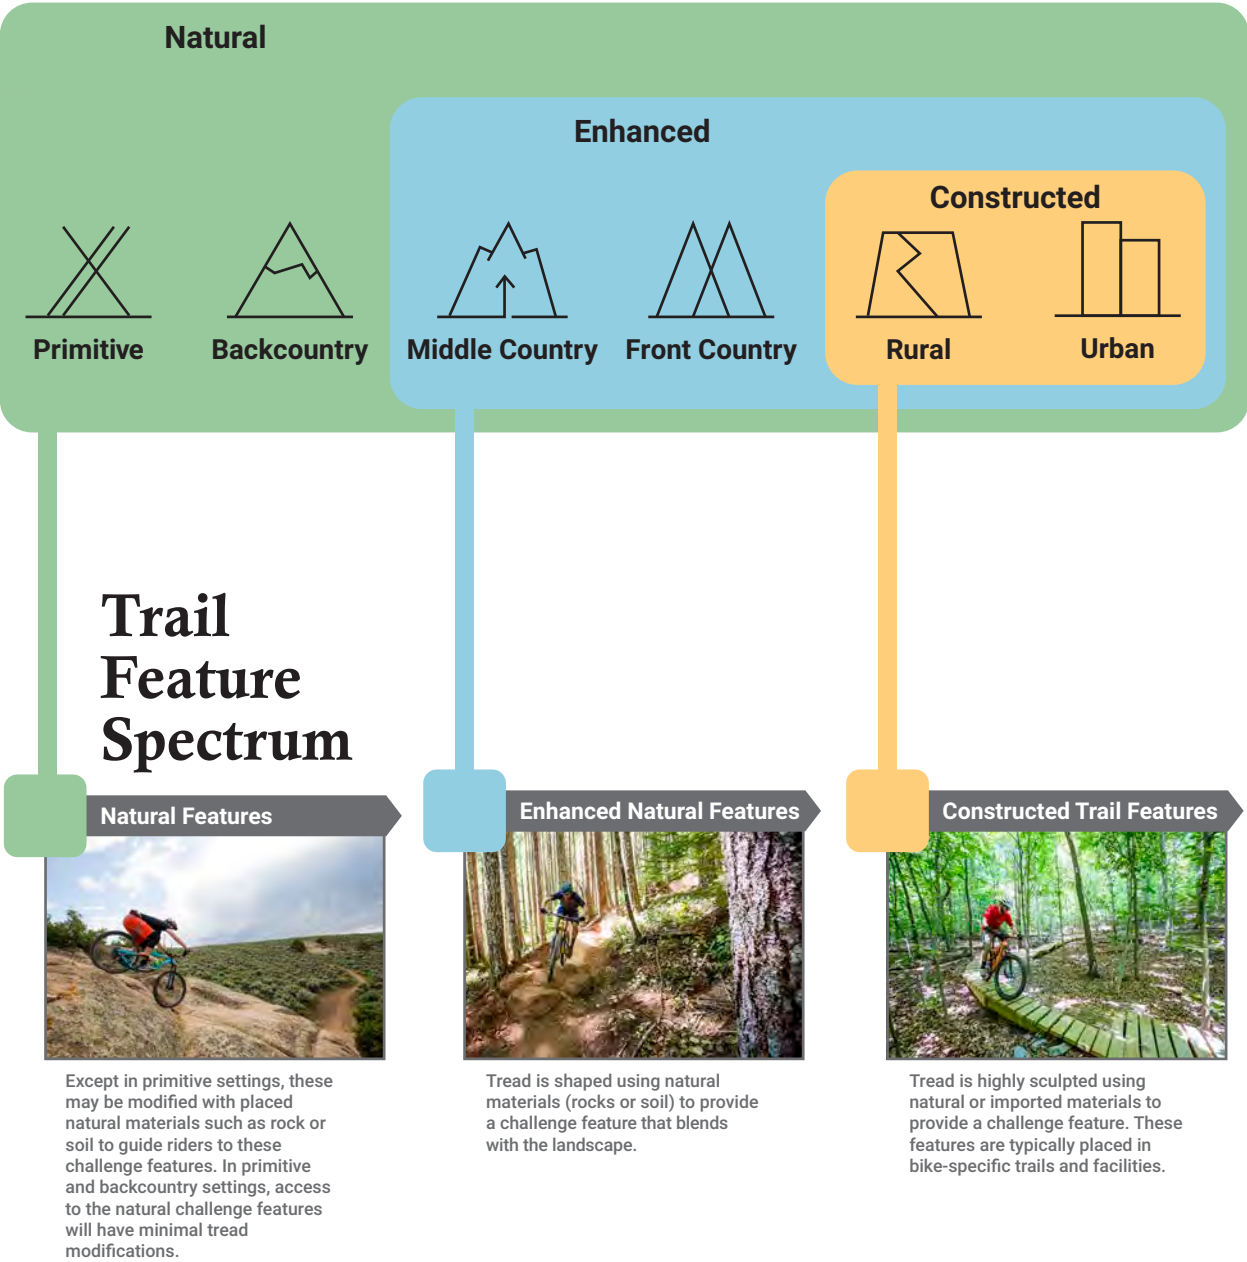 Natural
Enhanced
Constructed
Primitive
Backcountry
Middle Country
Front Country
Rural
Urban
Trail
Feature
Spectrum
Natural Features
Except in primitive settings, these
may be modified with placed
natural materials such as rock or
soil to guide riders to these
challenge features. In primitive
and backcountry settings, access
to the natural challenge features
will have minimal tread
modifications.
Enhanced Natural Features
Tread is shaped using natural
materials (rocks or soil) to provide
a challenge feature that blends
with the landscape.
Constructed Trail Features
Tread is highly sculpted using
natural or imported materials to
provide a challenge feature. These
features are typically placed in
bike-specific trails and facilities.